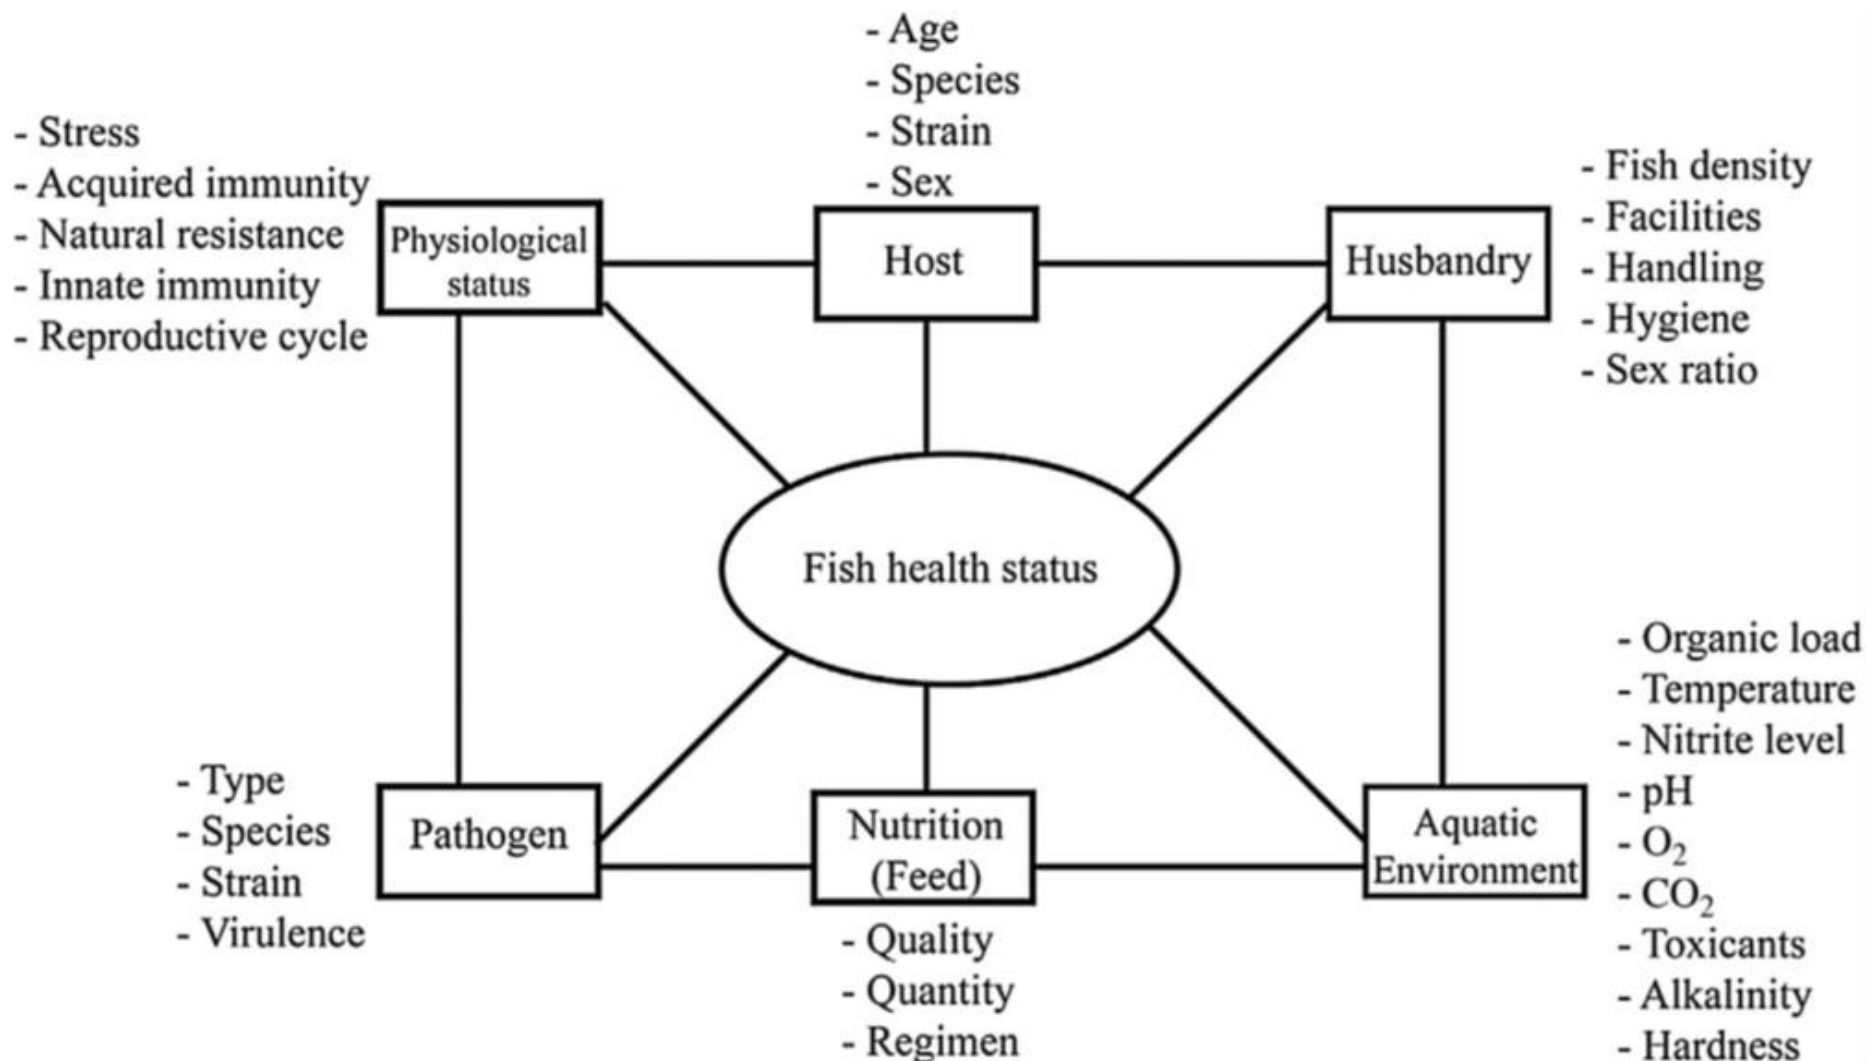 - Age
- Species
- Strain
- Sex
- Stress
- Acquired immunity
- Natural resistance
- Innate immunity
- Reproductive cycle
Physiological
status
Host
Husbandry
- Fish density
- Facilities
- Handling
- Hygiene
- Sex ratio
Fish health status
- Type
- Species
- Strain
- Virulence
Pathogen
Nutrition
(Feed)
- Quality
- Quantity
- Regimen
Aquatic
Environment
- Organic load
- Temperature
- Nitrite level
- pH
- O₂
- CO₂
- Toxicants
- Alkalinity
- Hardness